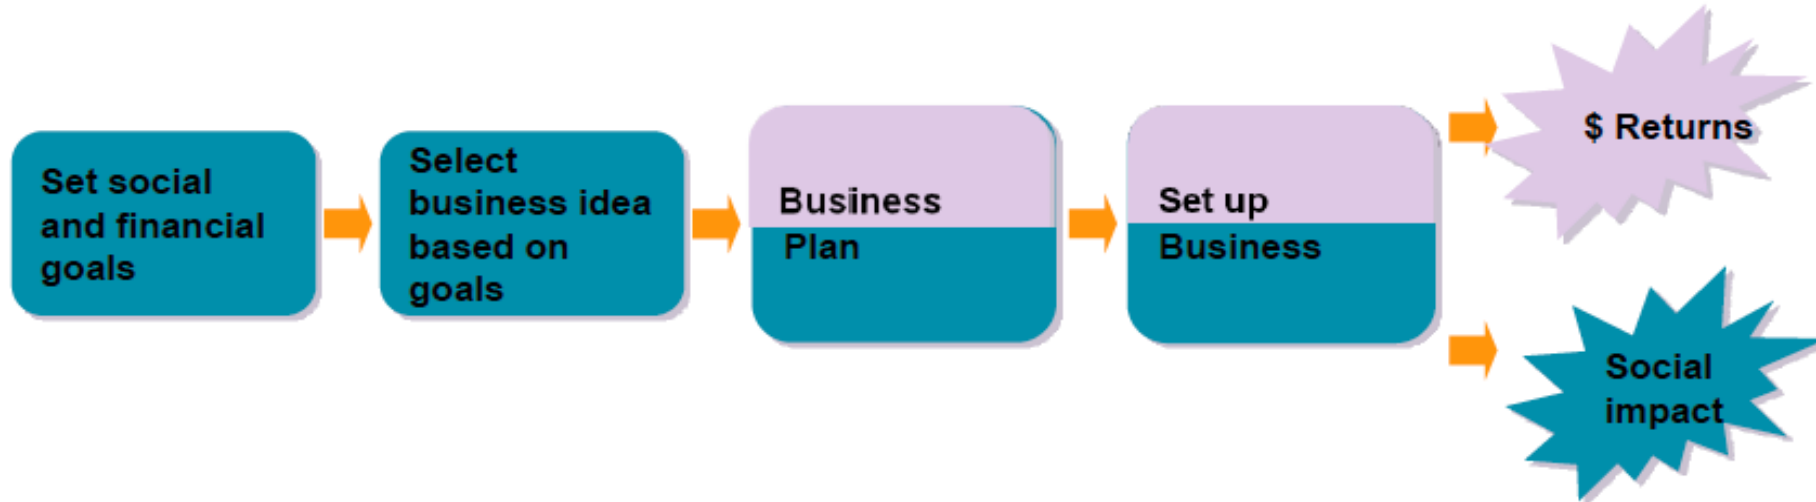 Set social
and financial
goals
Select
business idea
based on
goals
Business
Plan
Set up
Business
$ Returns
Social
impact